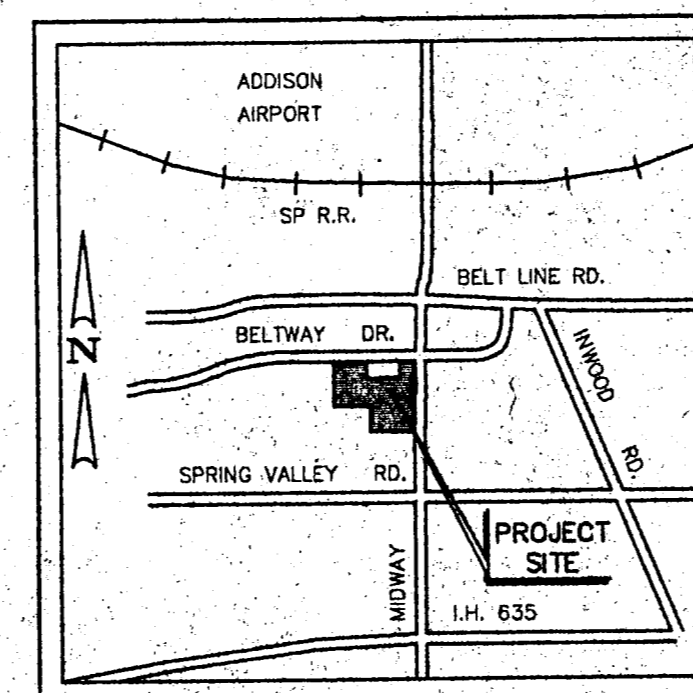 ADDISON
AIRPORT
SP R.R.
BELT LINE RD.
BELTWAY DR.
N
INWOOD RD.
SPRING VALLEY RD.
PROJECT
SITE
MIDWAY
I.H. 635